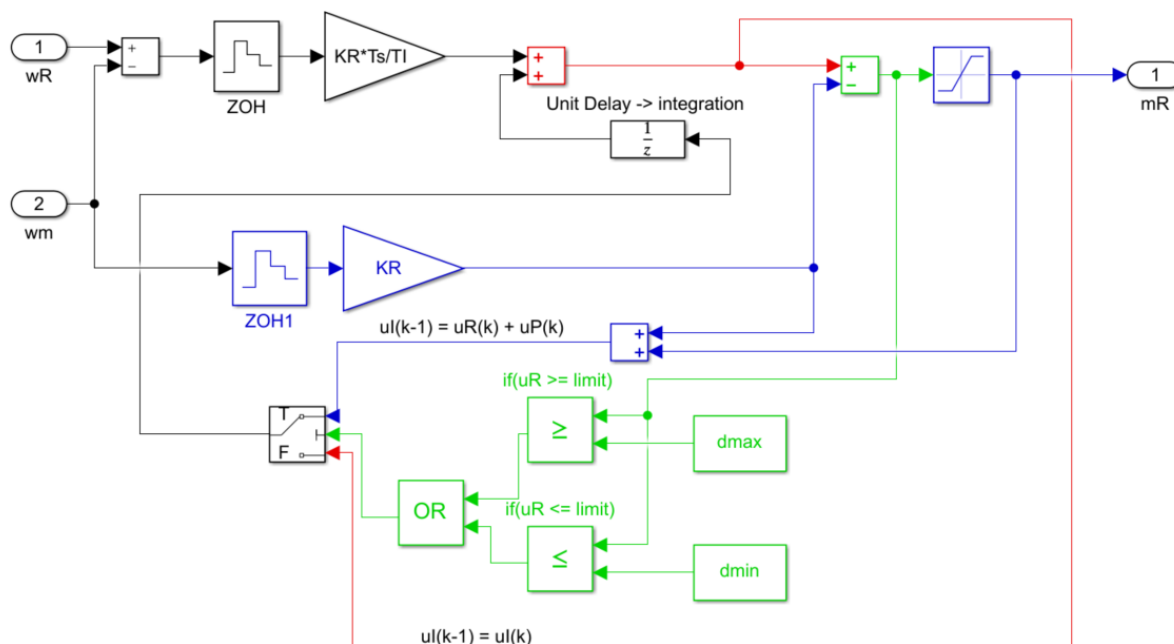 1
wR
+
−
ZOH
KR*Ts/TI
+
+
Unit Delay -> integration
1
z
+
−
1
mR
2
wm
ZOH1
KR
uI(k-1) = uR(k) + uP(k)
+
+
if(uR >= limit)
≥
dmax
T
F
OR
if(uR <= limit)
≤
dmin
uI(k-1) = uI(k)